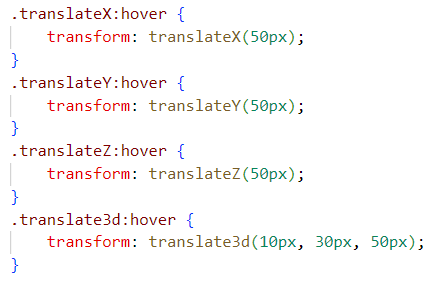 .translateX:hover {
    transform: translateX(50px);
}
.translateY:hover {
    transform: translateY(50px);
}
.translateZ:hover {
    transform: translateZ(50px);
}
.translate3d:hover {
    transform: translate3d(10px, 30px, 50px);
}